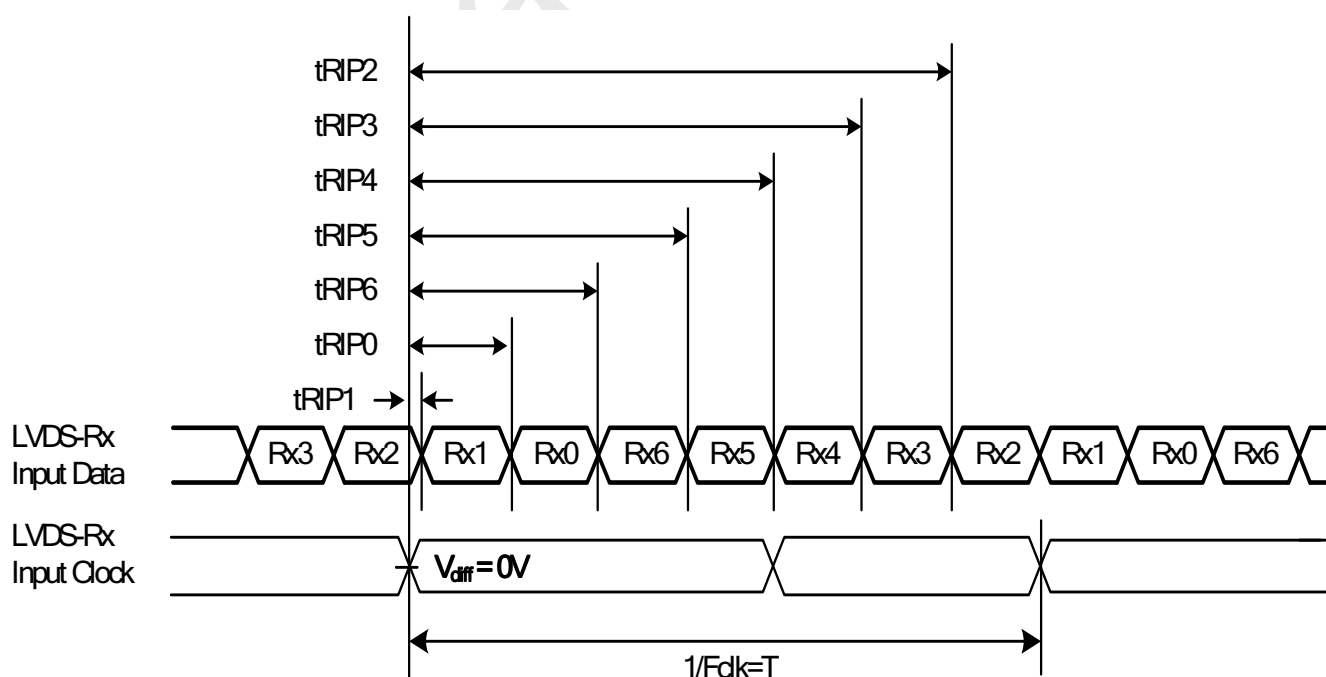 tRIP2
tRIP3
tRIP4
tRIP5
tRIP6
tRIP0
tRIP1
LVDS-Rx
Input Data
Rx3 Rx2 Rx1 Rx0 Rx6 Rx5 Rx4 Rx3 Rx2 Rx1 Rx0 Rx6
LVDS-Rx
Input Clock
Vdiff = 0V
1/Fclk=T